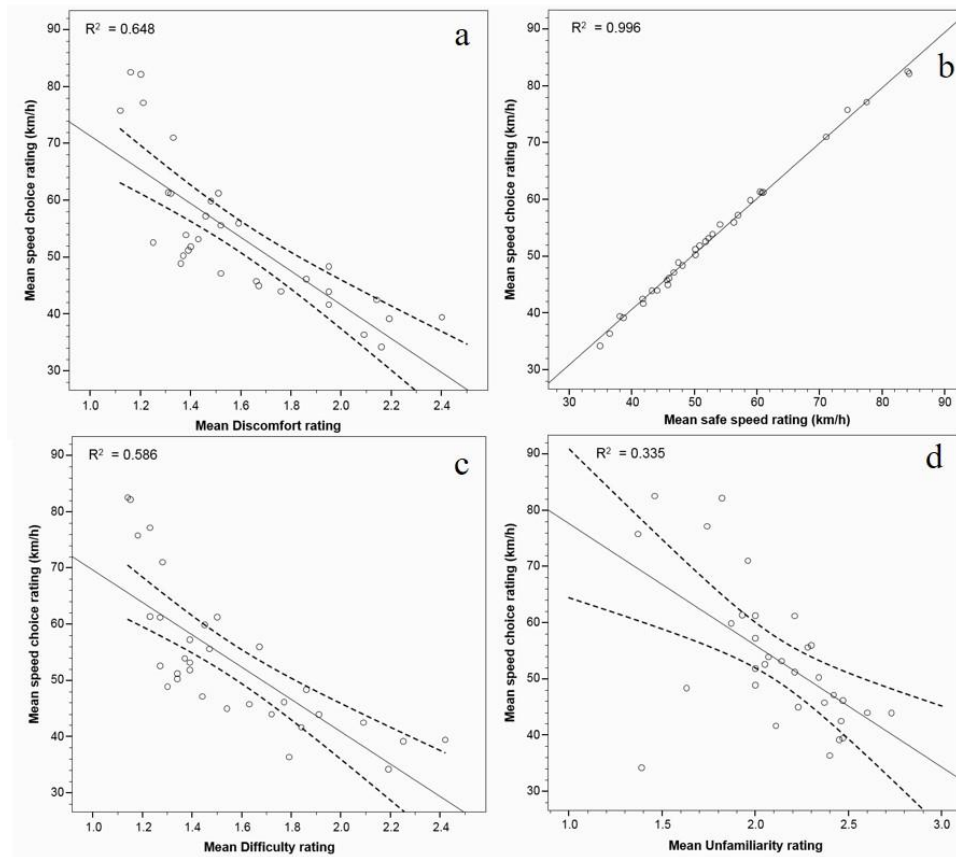 R² = 0.648
a
Mean speed choice rating (km/h)
90
80
70
60
50
40
30
1.0 1.2 1.4 1.6 1.8 2.0 2.2 2.4
Mean Discomfort rating
R² = 0.996
b
Mean speed choice rating (km/h)
90
80
70
60
50
40
30
30 40 50 60 70 80 90
Mean safe speed rating (km/h)
R² = 0.586
c
Mean speed choice rating (km/h)
90
80
70
60
50
40
30
1.0 1.2 1.4 1.6 1.8 2.0 2.2 2.4
Mean Difficulty rating
R² = 0.335
d
Mean speed choice rating (km/h)
90
80
70
60
50
40
30
1.0 1.5 2.0 2.5 3.0
Mean Unfamiliarity rating